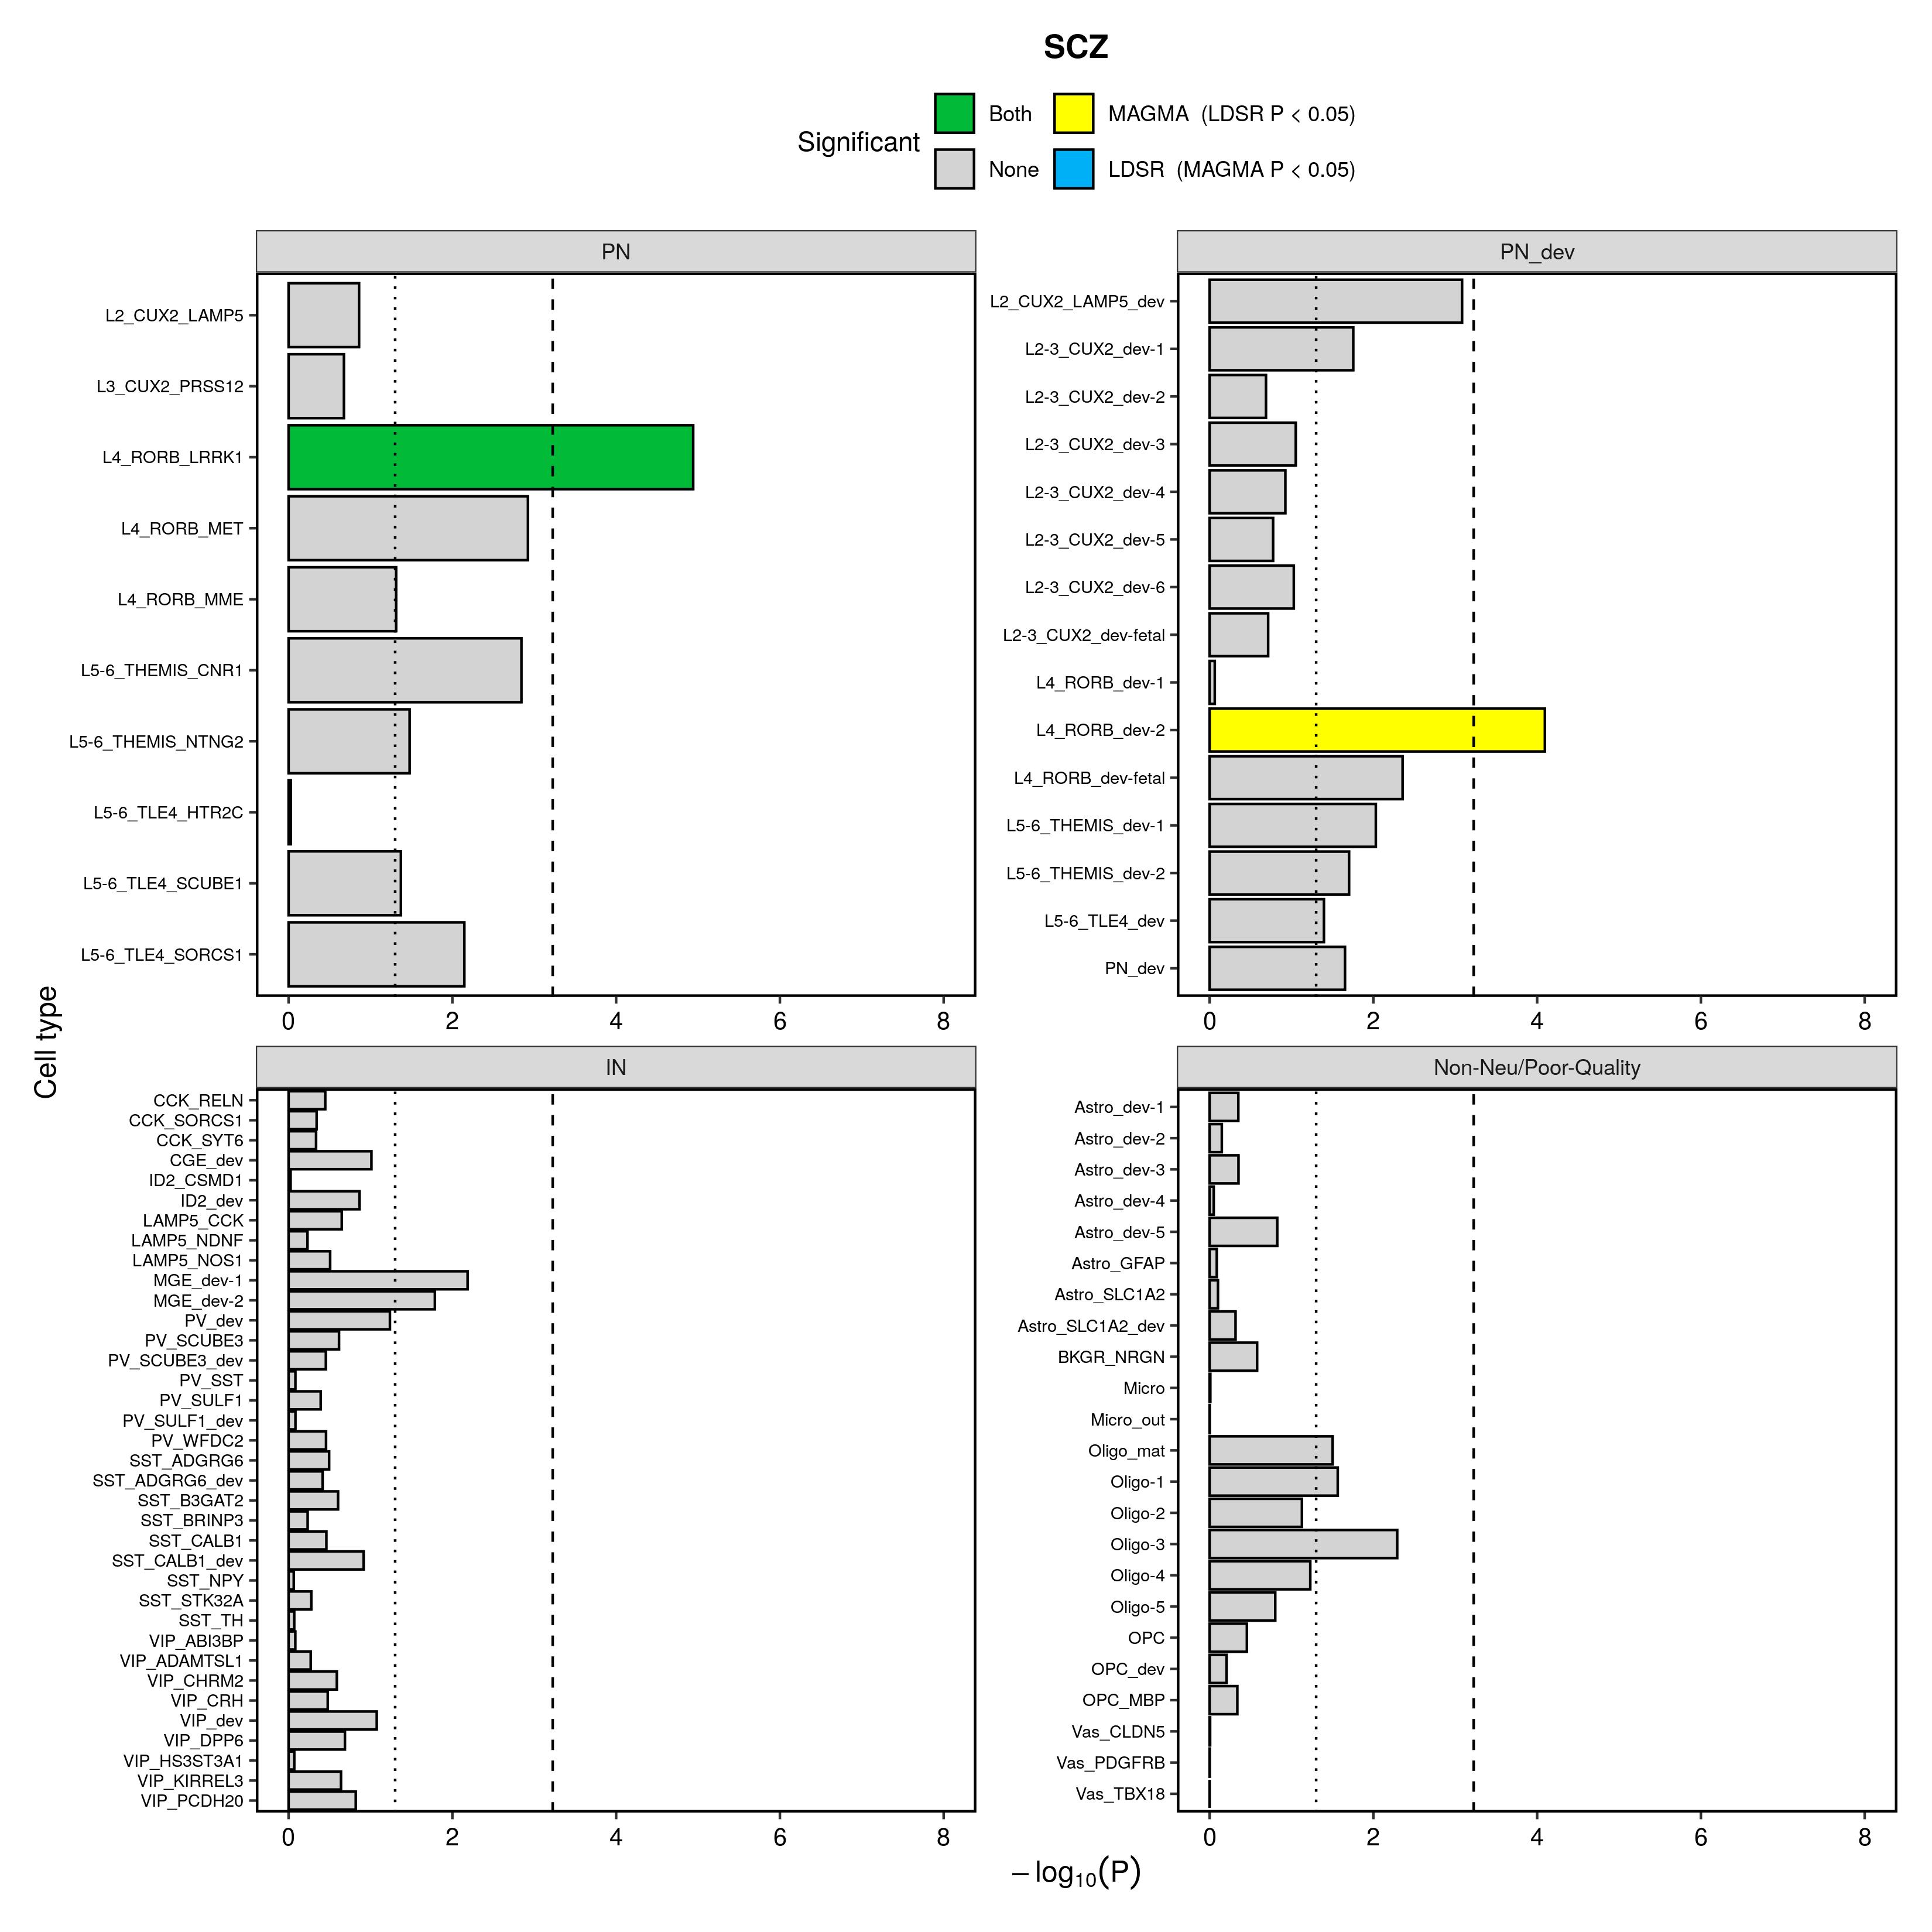 SCZ
Significant
Both
MAGMA (LDSR P < 0.05)
None
LDSR (MAGMA P < 0.05)
PN
L2_CUX2_LAMP5
L3_CUX2_PRSS12
L4_RORB_LRRK1
L4_RORB_MET
L4_RORB_MME
L5-6_THEMIS_CNR1
L5-6_THEMIS_NTNG2
L5-6_TLE4_HTR2C
L5-6_TLE4_SCUBE1
L5-6_TLE4_SORCS1
0 2 4 6 8
PN_dev
L2_CUX2_LAMP5_dev
L2-3_CUX2_dev-1
L2-3_CUX2_dev-2
L2-3_CUX2_dev-3
L2-3_CUX2_dev-4
L2-3_CUX2_dev-5
L2-3_CUX2_dev-6
L2-3_CUX2_dev-fetal
L4_RORB_dev-1
L4_RORB_dev-2
L4_RORB_dev-fetal
L5-6_THEMIS_dev-1
L5-6_THEMIS_dev-2
L5-6_TLE4_dev
PN_dev
0 2 4 6 8
Cell type
IN
CCK_RELN
CCK_SORCS1
CCK_SYT6
CGE_dev
ID2_CSMD1
ID2_dev
LAMP5_CCK
LAMP5_NDNF
LAMP5_NOS1
MGE_dev-1
MGE_dev-2
PV_dev
PV_SCUBE3
PV_SCUBE3_dev
PV_SST
PV_SULF1
PV_SULF1_dev
PV_WFDC2
SST_ADGRG6
SST_ADGRG6_dev
SST_B3GAT2
SST_BRINP3
SST_CALB1
SST_CALB1_dev
SST_NPY
SST_STK32A
SST_TH
VIP_ABI3BP
VIP_ADAMTSL1
VIP_CHRM2
VIP_CRH
VIP_dev
VIP_DPP6
VIP_HS3ST3A1
VIP_KIRREL3
VIP_PCDH20
0 2 4 6 8
Non-Neu/Poor-Quality
Astro_dev-1
Astro_dev-2
Astro_dev-3
Astro_dev-4
Astro_dev-5
Astro_GFAP
Astro_SLC1A2
Astro_SLC1A2_dev
BKGR_NRGN
Micro
Micro_out
Oligo_mat
Oligo-1
Oligo-2
Oligo-3
Oligo-4
Oligo-5
OPC
OPC_dev
OPC_MBP
Vas_CLDN5
Vas_PDGFRB
Vas_TBX18
0 2 4 6 8
−log₁₀(P)